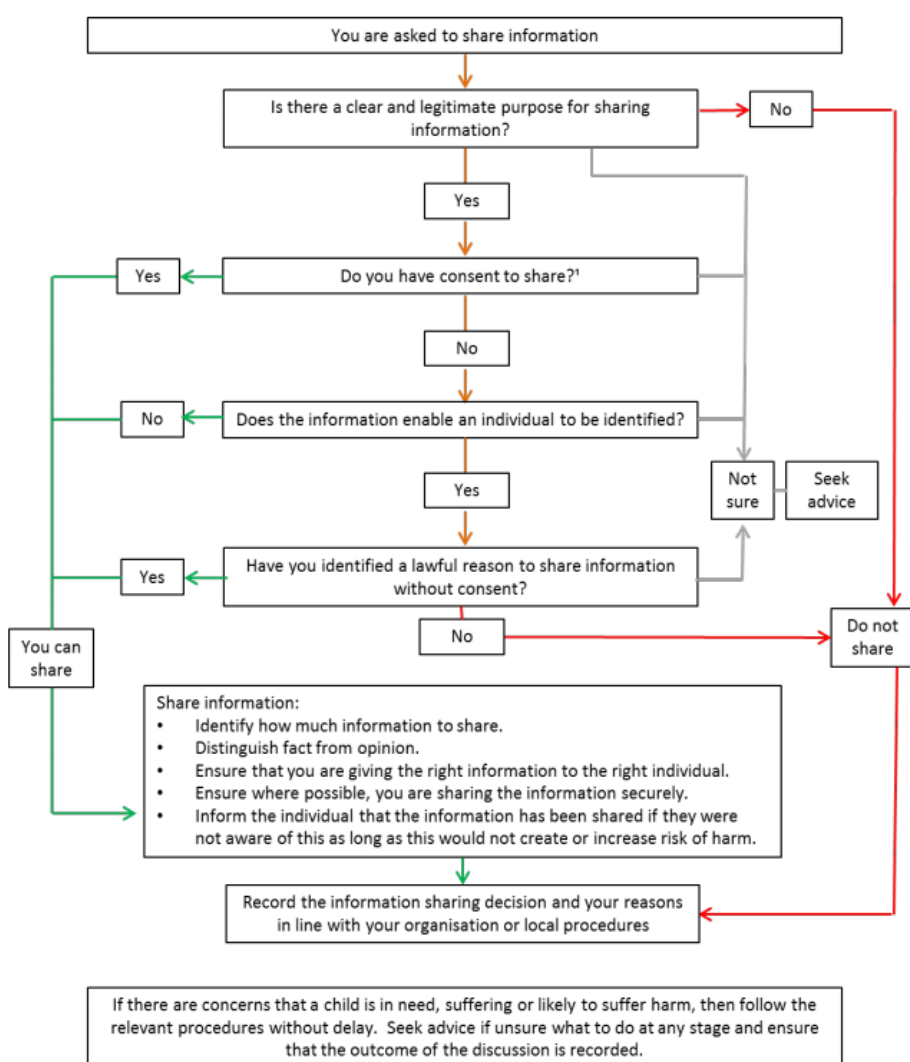 You are asked to share information
Is there a clear and legitimate purpose for sharing
information?
No
Yes
Do you have consent to share?¹
Yes
No
Does the information enable an individual to be identified?
No
Yes
Not
sure
Seek
advice
Have you identified a lawful reason to share information
without consent?
Yes
No
You can
share
Do not
share
Share information:
• Identify how much information to share.
• Distinguish fact from opinion.
• Ensure that you are giving the right information to the right individual.
• Ensure where possible, you are sharing the information securely.
• Inform the individual that the information has been shared if they were
not aware of this as long as this would not create or increase risk of harm.
Record the information sharing decision and your reasons
in line with your organisation or local procedures
If there are concerns that a child is in need, suffering or likely to suffer harm, then follow the
relevant procedures without delay. Seek advice if unsure what to do at any stage and ensure
that the outcome of the discussion is recorded.